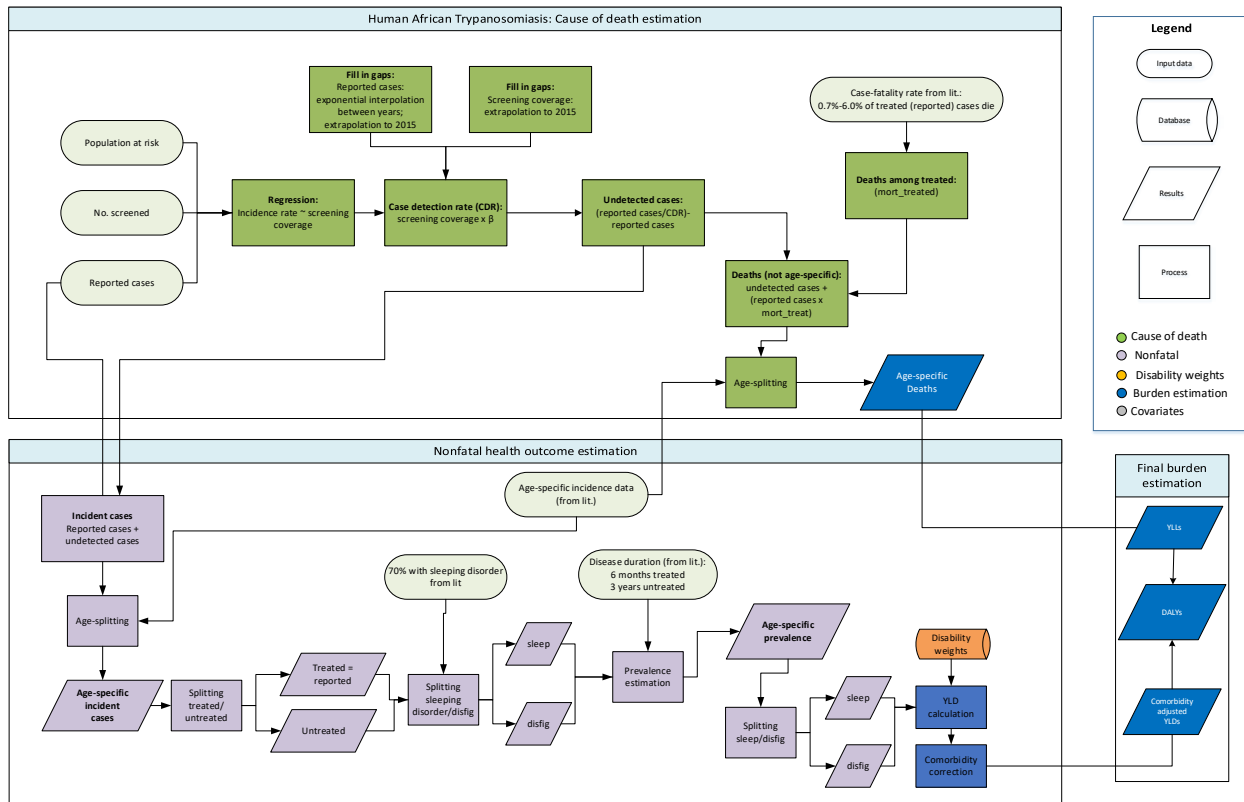 Human African Trypanosomiasis: Cause of death estimation
Fill in gaps:
Reported cases:
exponential interpolation
between years;
extrapolation to 2015
Fill in gaps:
Screening coverage:
extrapolation to 2015
Case-fatality rate from lit.:
0.7%-6.0% of treated (reported) cases die
Population at risk
No. screened
Reported cases
Regression:
Incidence rate ~ screening
coverage
Case detection rate (CDR):
screening coverage x β
Undetected cases:
(reported cases/CDR)-
reported cases
Deaths among treated:
(mort_treated)
Deaths (not age-specific):
undetected cases +
(reported cases x
mort_treat)
Age-splitting
Age-specific
Deaths
Legend
Input data
Database
Results
Process
Cause of death
Nonfatal
Disability weights
Burden estimation
Covariates
Nonfatal health outcome estimation
Age-specific incidence data
(from lit.)
Incident cases
Reported cases +
undetected cases
Age-splitting
Age-specific
incident
cases
Splitting
treated/
untreated
Treated =
reported
Untreated
70% with sleeping disorder
from lit
Splitting
sleeping
disorder/disfig
sleep
disfig
Disease duration (from lit.):
6 months treated
3 years untreated
Prevalence
estimation
Age-specific
prevalence
Splitting
sleep/disfig
sleep
disfig
Disability
weights
YLD
calculation
Comorbidity
correction
Final burden
estimation
YLLs
DALYs
Comorbidity
adjusted
YLDs